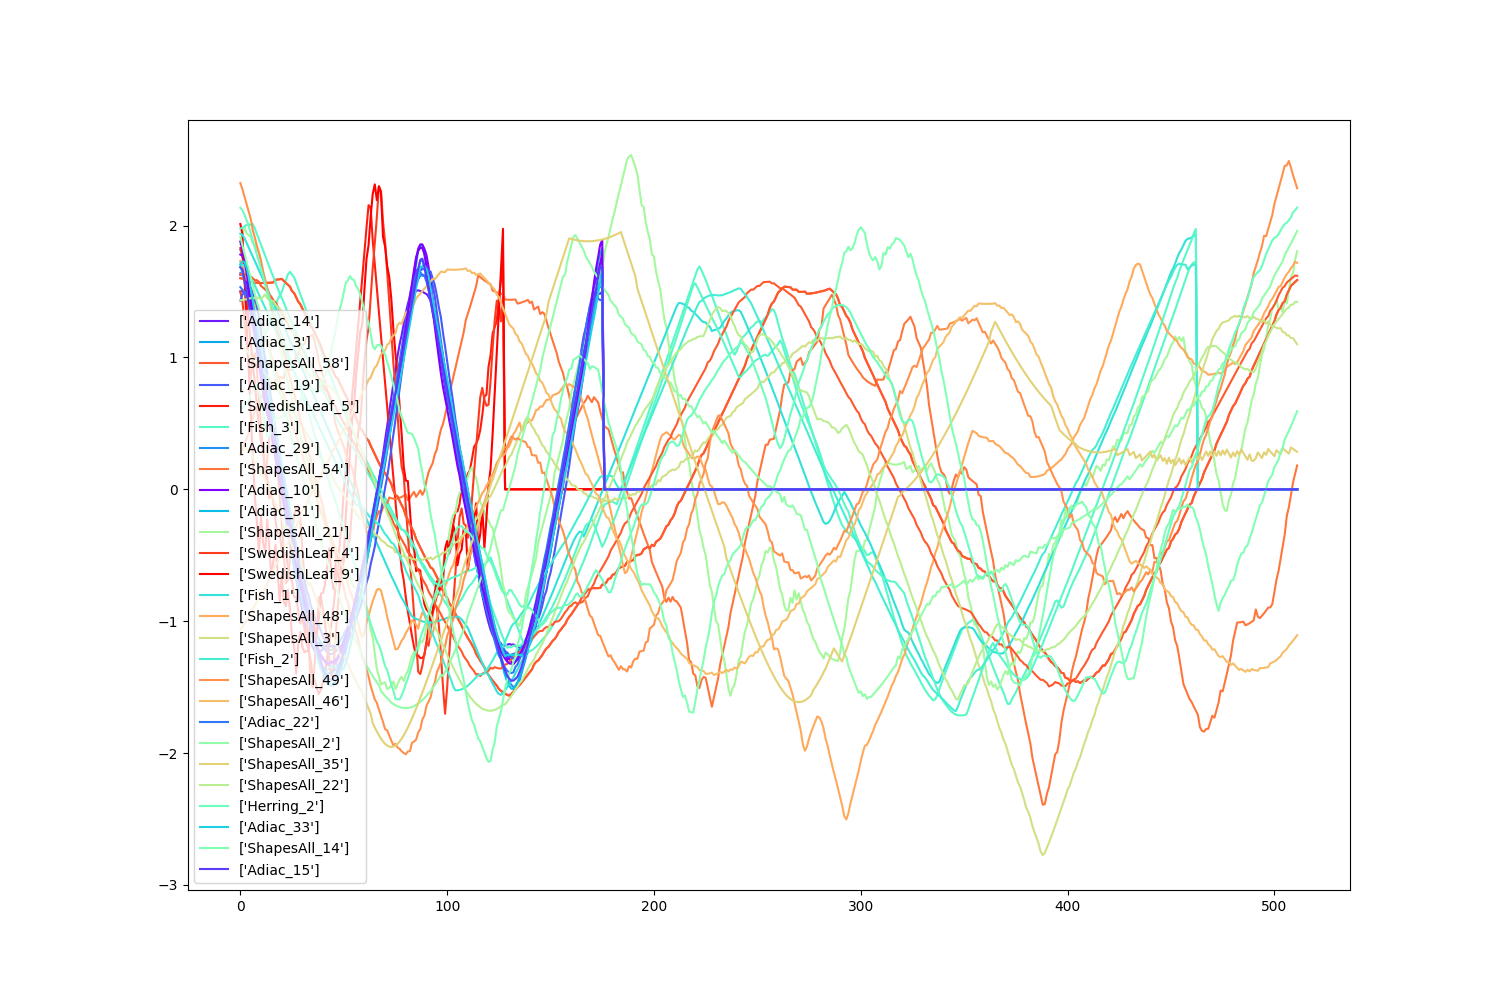 2
1
0
−1
−2
−3
['Adiac_14']
['Adiac_3']
['ShapesAll_58']
['Adiac_19']
['SwedishLeaf_5']
['Fish_3']
['Adiac_29']
['ShapesAll_54']
['Adiac_10']
['Adiac_31']
['ShapesAll_21']
['SwedishLeaf_4']
['SwedishLeaf_9']
['Fish_1']
['ShapesAll_48']
['ShapesAll_3']
['Fish_2']
['ShapesAll_49']
['ShapesAll_46']
['Adiac_22']
['ShapesAll_2']
['ShapesAll_35']
['ShapesAll_22']
['Herring_2']
['Adiac_33']
['ShapesAll_14']
['Adiac_15']
0 100 200 300 400 500